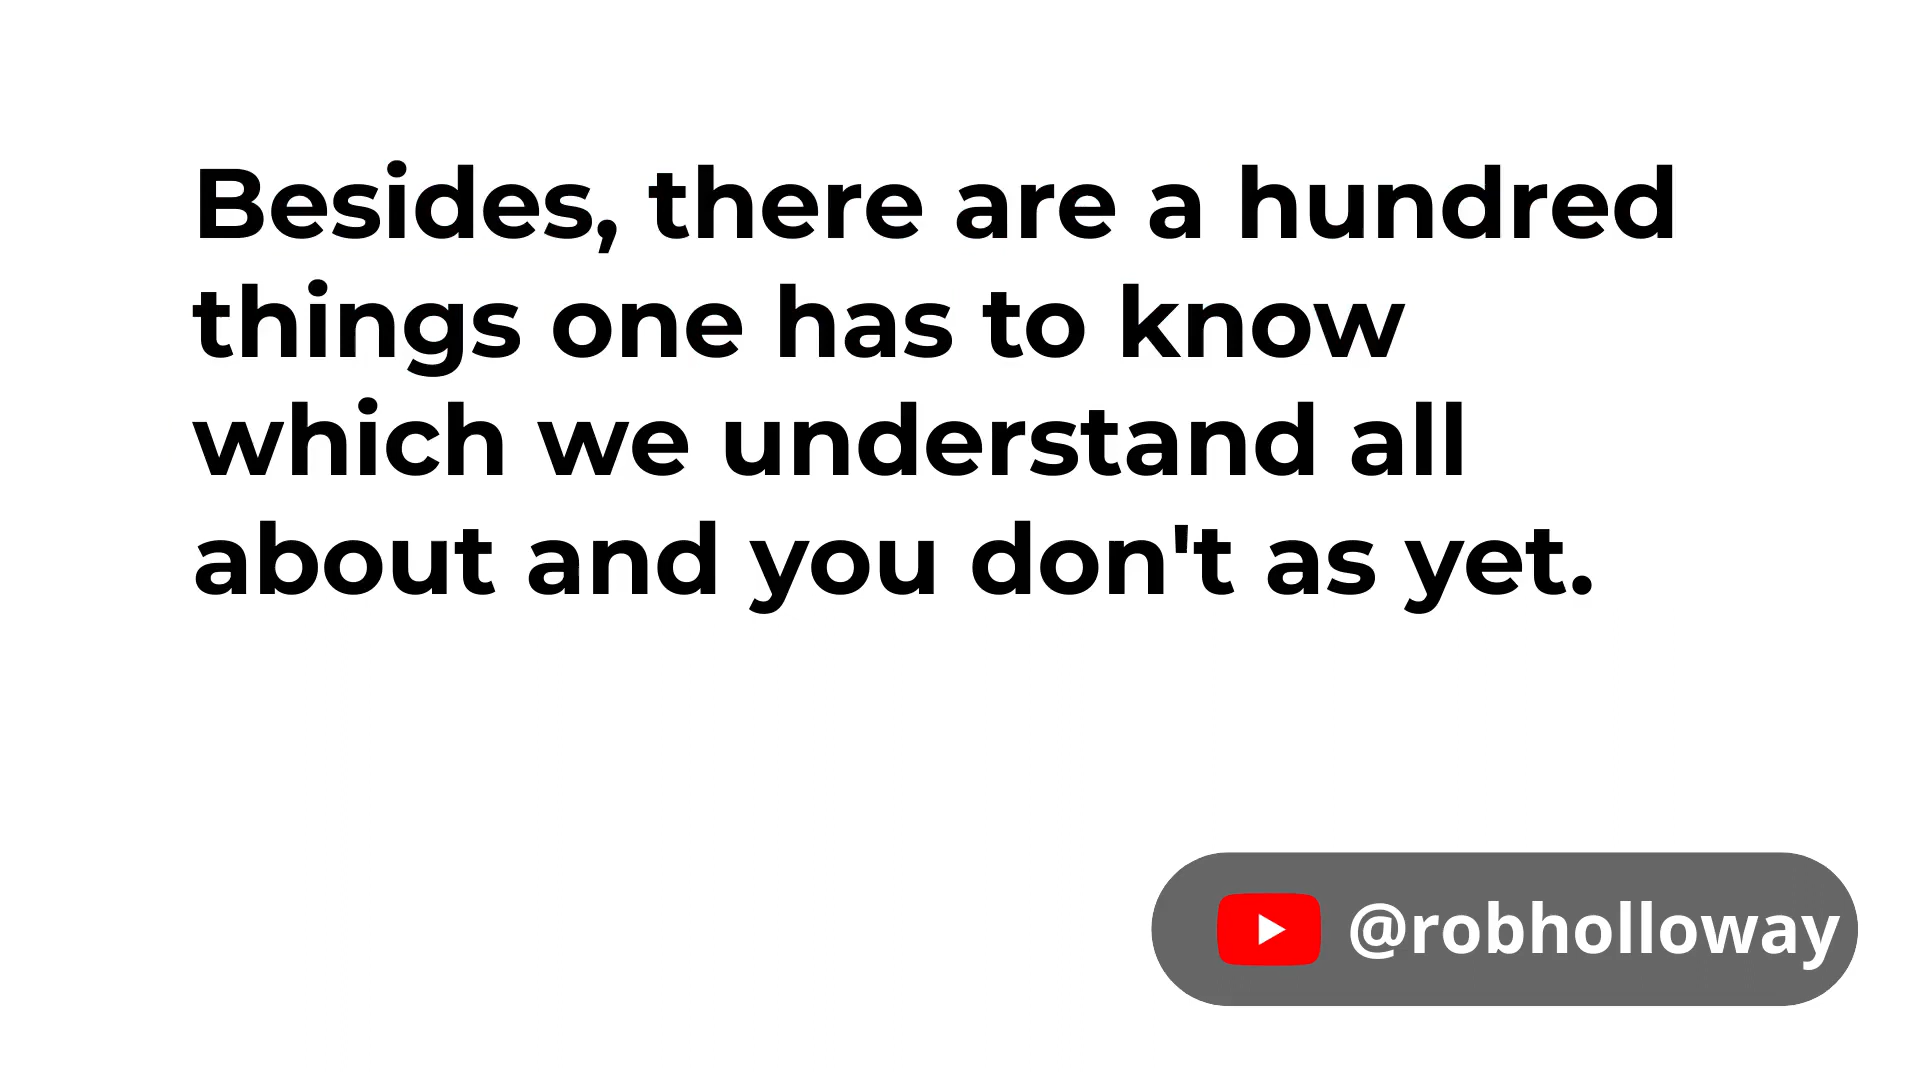 Besides, there are a hundred
things one has to know
which we understand all
about and you don't as yet.
@robholloway